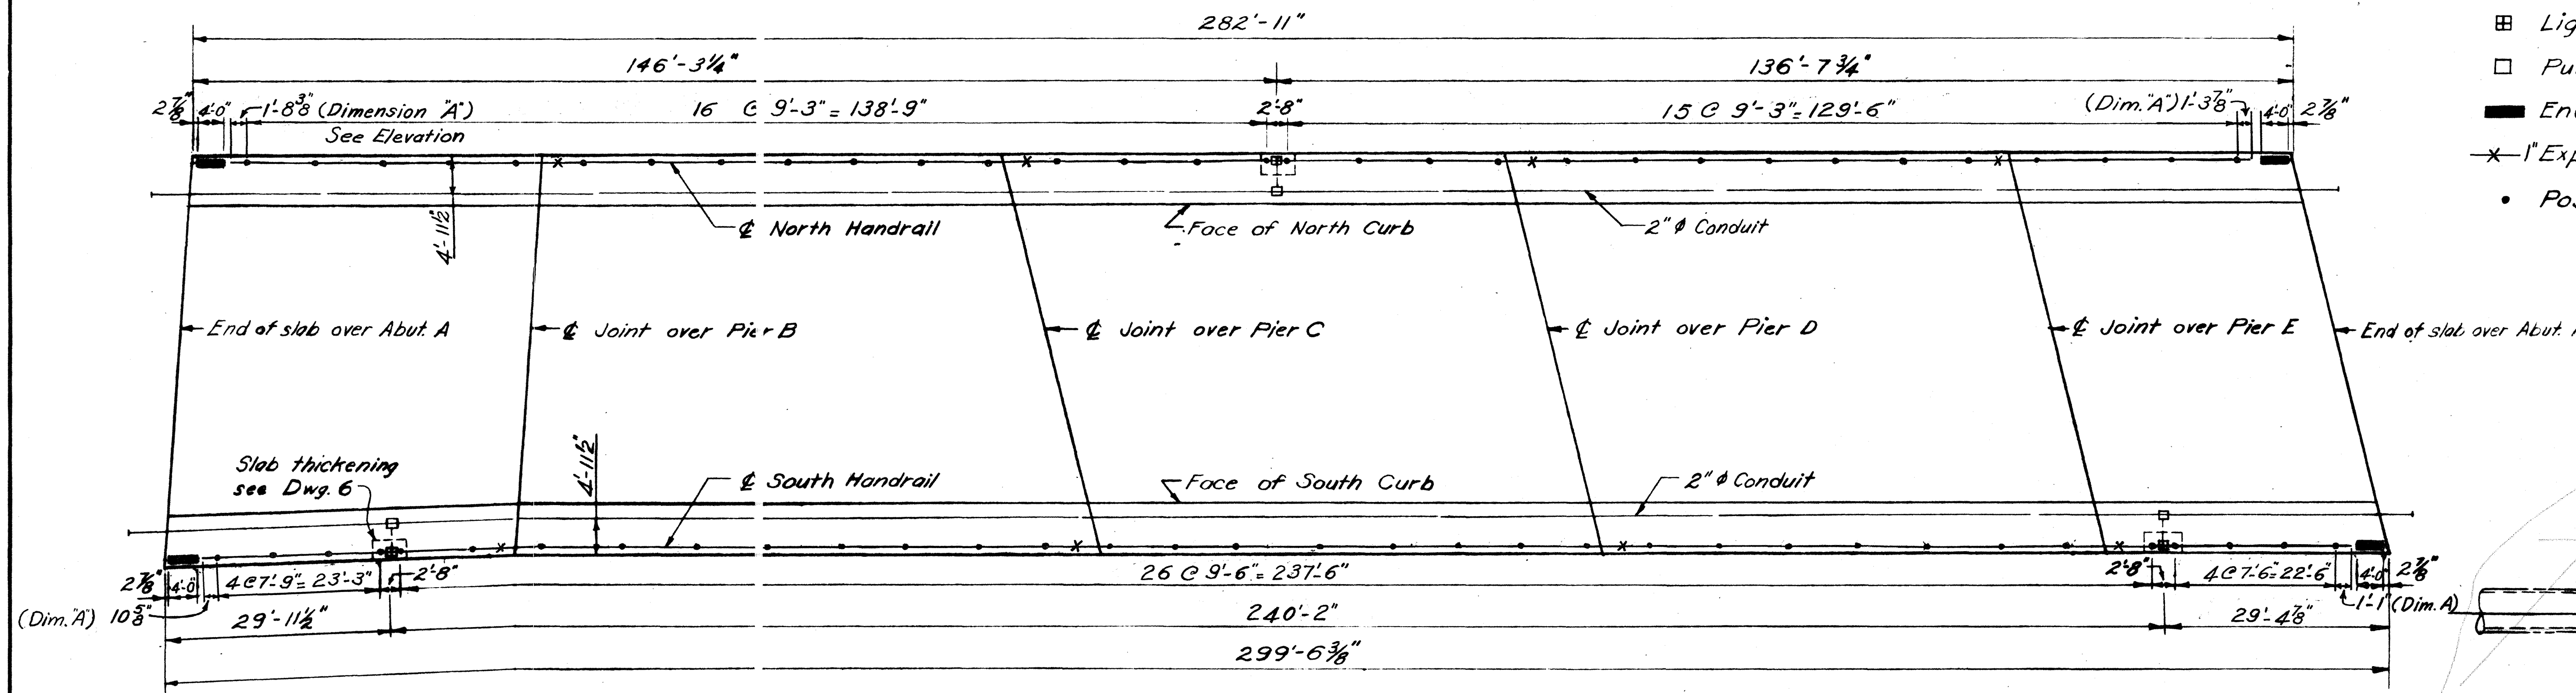 282'-11"
146'-3¼"
136'-7¾"
2⅞"
4'-0"
1'-8⅜" (Dimension "A")
See Elevation
16 @ 9'-3" = 138'-9"
2'-8"
15 @ 9'-3" = 129'-6"
(Dim. "A") 1'-3⅞"
4'-0"
2⅞"
Lig
Pu
En
1" Exp
Pos
4'-11½"
℄ North Handrail
Face of North Curb
2" φ Conduit
End of slab over Abut. A
℄ Joint over Pier B
℄ Joint over Pier C
℄ Joint over Pier D
℄ Joint over Pier E
End of slab over Abut.
Slab thickening
see Dwg. 6
4'-11½"
℄ South Handrail
Face of South Curb
2" φ Conduit
2⅞"
4'-0"
4 @ 7'-9" = 23'-3"
2'-8"
26 @ 9'-6" = 237'-6"
2'-8"
4 @ 7'-6" = 22'-6"
4'-0"
2⅞"
(Dim. "A") 10⅝"
29'-11½"
240'-2"
29'-4⅞"
1'-1" (Dim. A)
299'-6⅜"